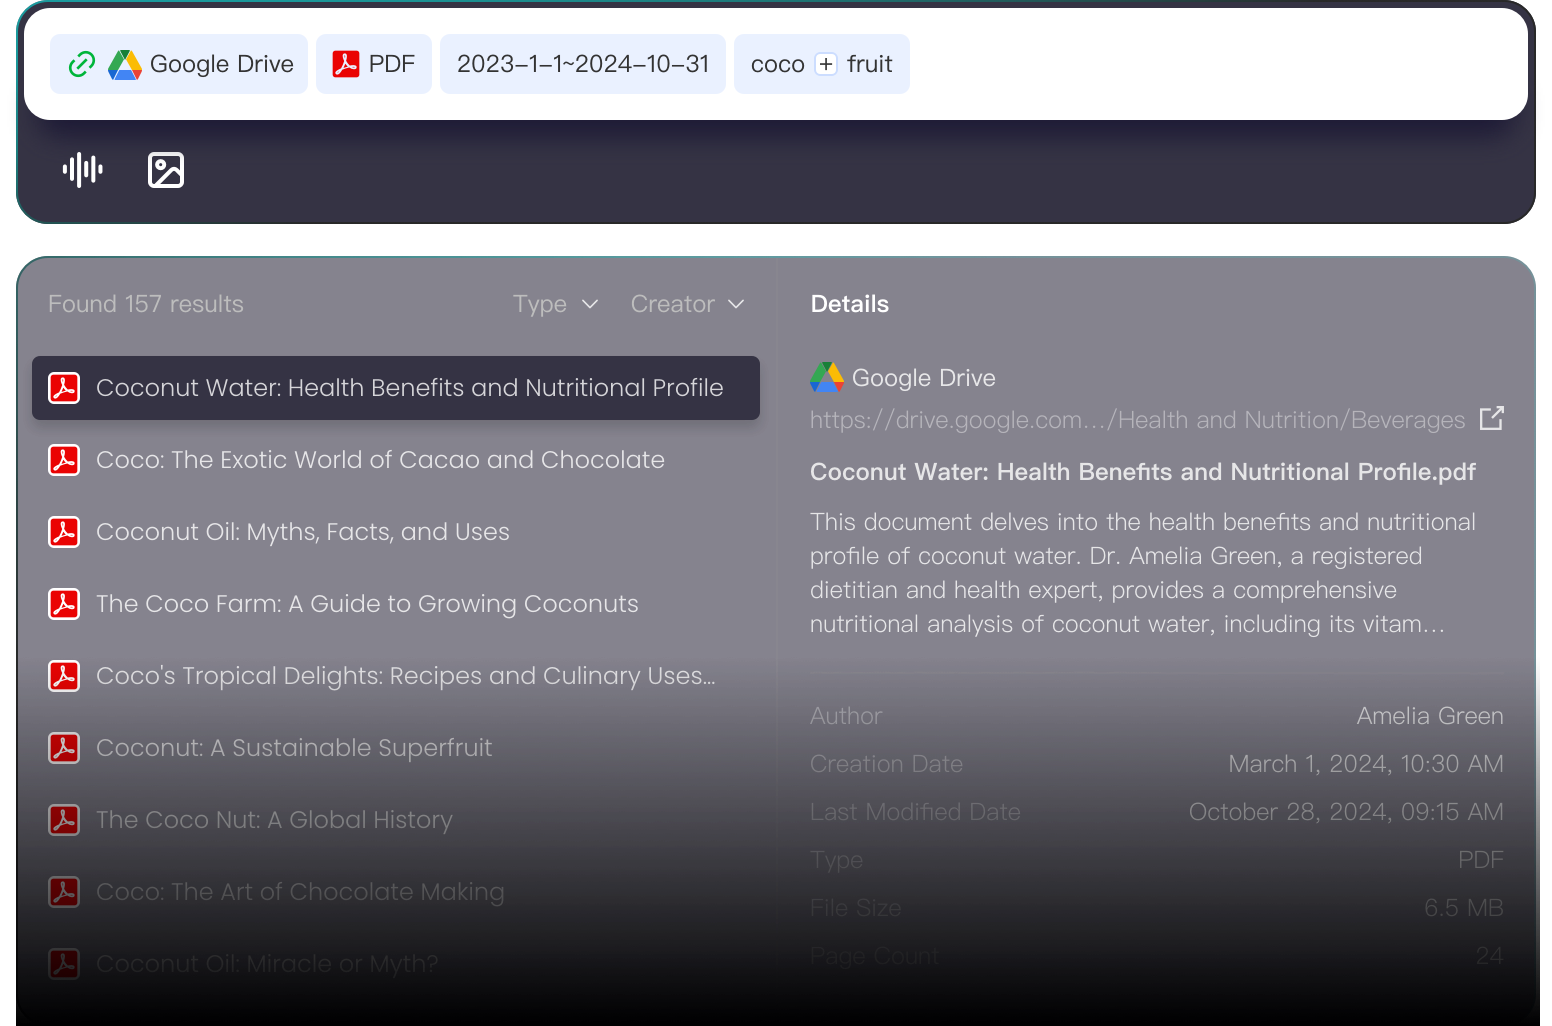 Google Drive PDF 2023-1-1~2024-10-31 coco + fruit
Found 157 results Type Creator
Coconut Water: Health Benefits and Nutritional Profile
Coco: The Exotic World of Cacao and Chocolate
Coconut Oil: Myths, Facts, and Uses
The Coco Farm: A Guide to Growing Coconuts
Coco's Tropical Delights: Recipes and Culinary Uses...
Coconut: A Sustainable Superfruit
The Coco Nut: A Global History
Coco: The Art of Chocolate Making
Coconut Oil: Miracle or Myth?
Details
Google Drive
https://drive.google.com.../Health and Nutrition/Beverages
Coconut Water: Health Benefits and Nutritional Profile.pdf
This document delves into the health benefits and nutritional
profile of coconut water. Dr. Amelia Green, a registered
dietitian and health expert, provides a comprehensive
nutritional analysis of coconut water, including its vitam...
Author Amelia Green
Creation Date March 1, 2024, 10:30 AM
Last Modified Date October 28, 2024, 09:15 AM
Type PDF
File Size 6.5 MB
Page Count 24